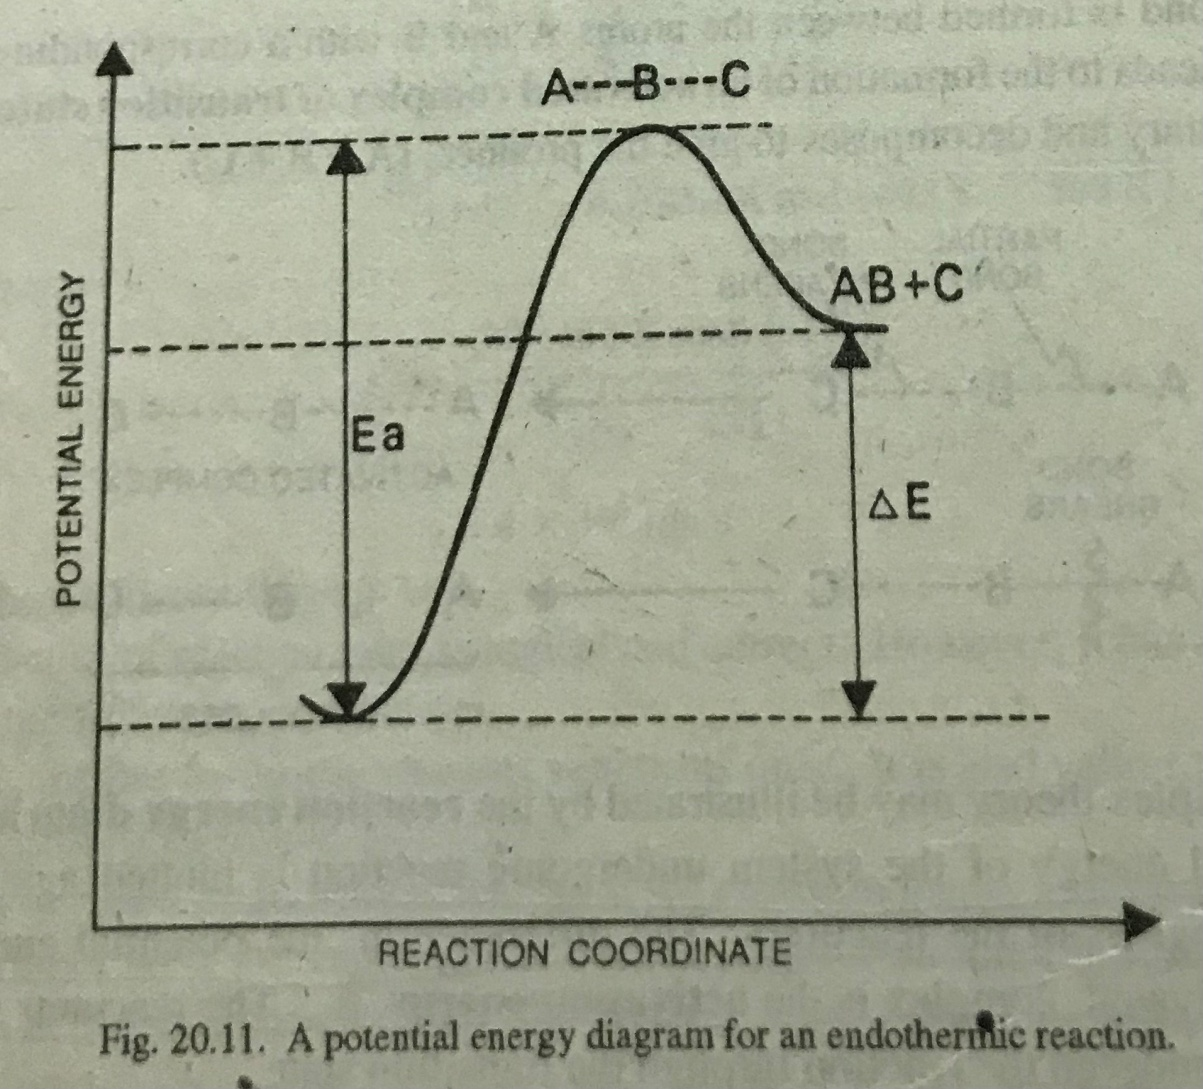 A---B---C
AB+C
POTENTIAL ENERGY
Ea
ΔE
REACTION COORDINATE
Fig. 20.11. A potential energy diagram for an endothermic reaction.